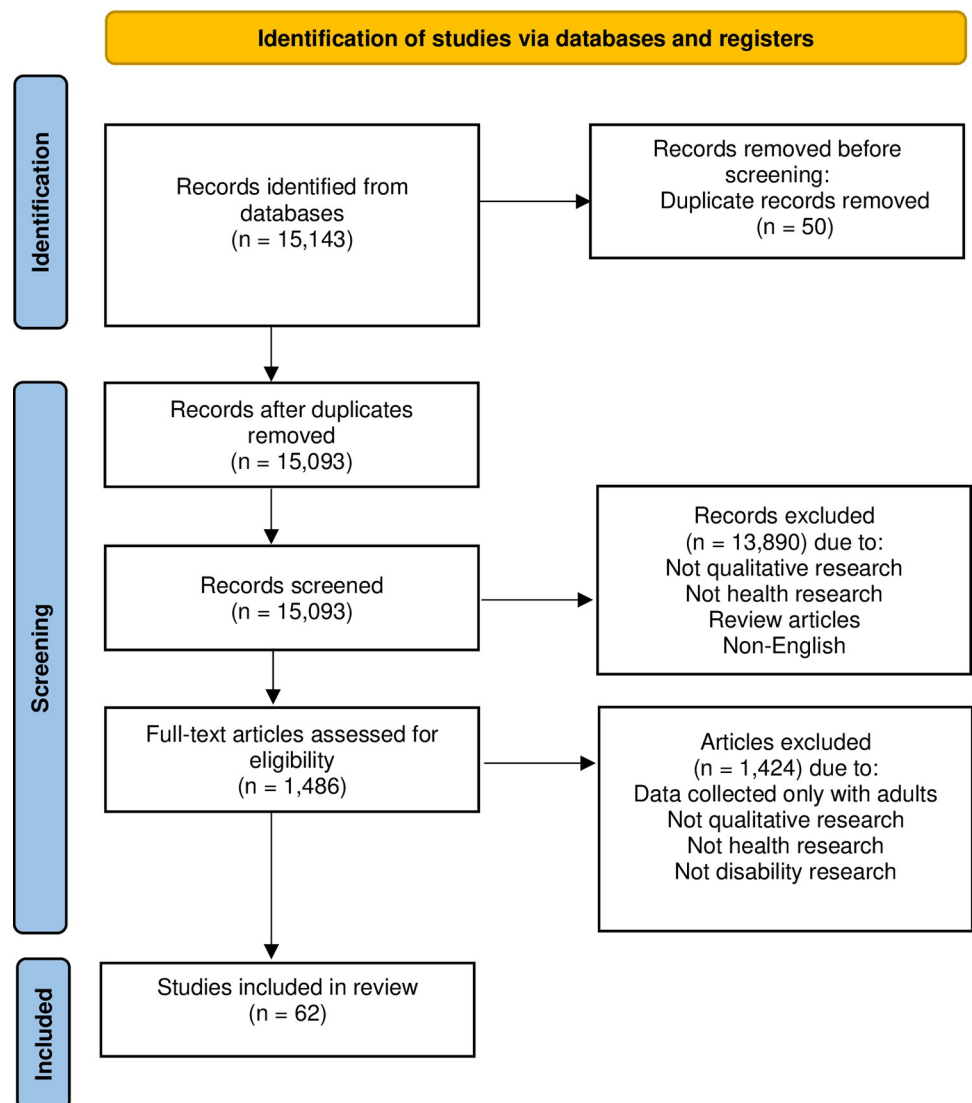 Identification of studies via databases and registers
Identification
Records identified from
databases
(n = 15,143)
Records removed before
screening:
Duplicate records removed
(n = 50)
Screening
Records after duplicates
removed
(n = 15,093)
Records screened
(n = 15,093)
Records excluded
(n = 13,890) due to:
Not qualitative research
Not health research
Review articles
Non-English
Full-text articles assessed for
eligibility
(n = 1,486)
Articles excluded
(n = 1,424) due to:
Data collected only with adults
Not qualitative research
Not health research
Not disability research
Included
Studies included in review
(n = 62)